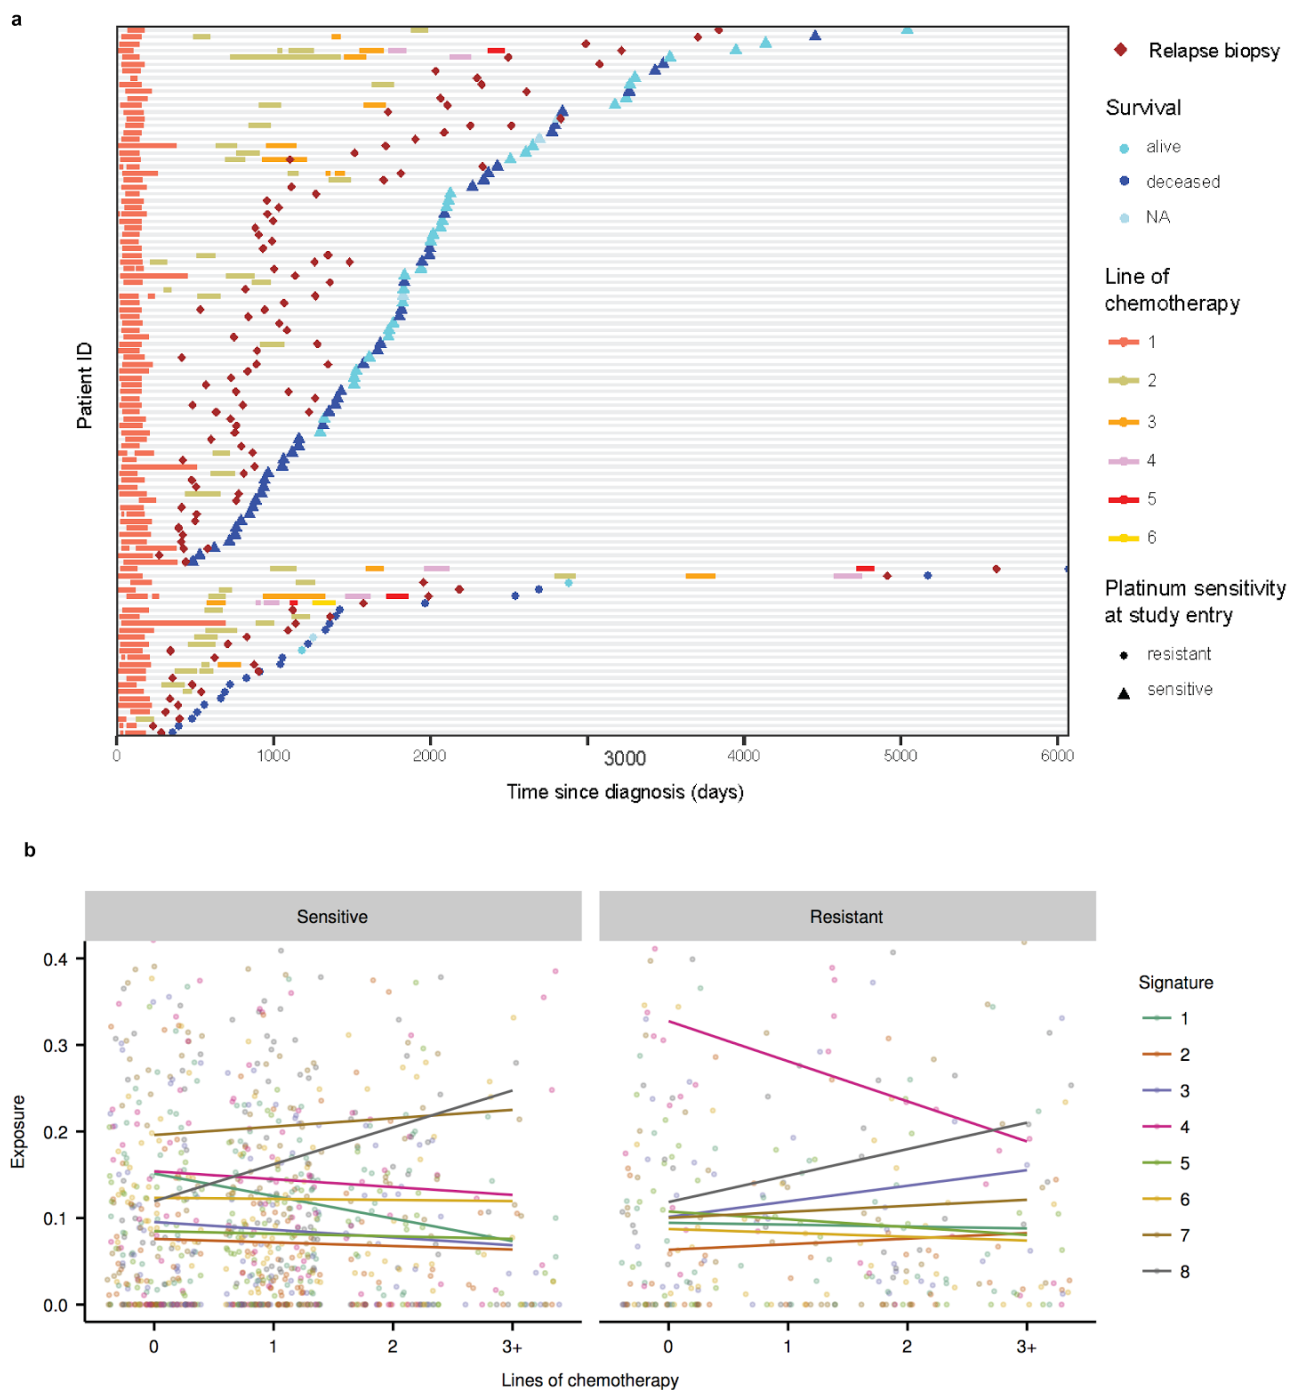 a
Relapse biopsy
Survival
alive
deceased
NA
Line of
chemotherapy
1
2
3
4
5
6
Platinum sensitivity
at study entry
resistant
sensitive
Patient ID
0
1000
2000
3000
4000
5000
6000
Time since diagnosis (days)
b
Sensitive
Resistant
Exposure
0.4
0.3
0.2
0.1
0.0
0
1
2
3+
0
1
2
3+
Lines of chemotherapy
Signature
1
2
3
4
5
6
7
8